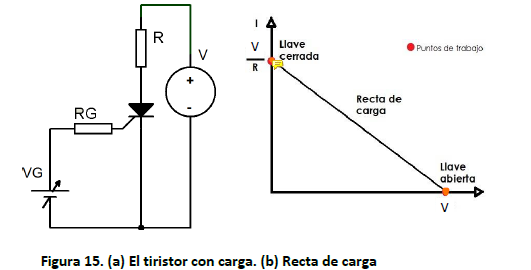 R
V
+
-
RG
VG
I
V
R
Llave
cerrada
Puntos de trabajo
Recta de
carga
Llave
abierta
V
Figura 15. (a) El tiristor con carga. (b) Recta de carga